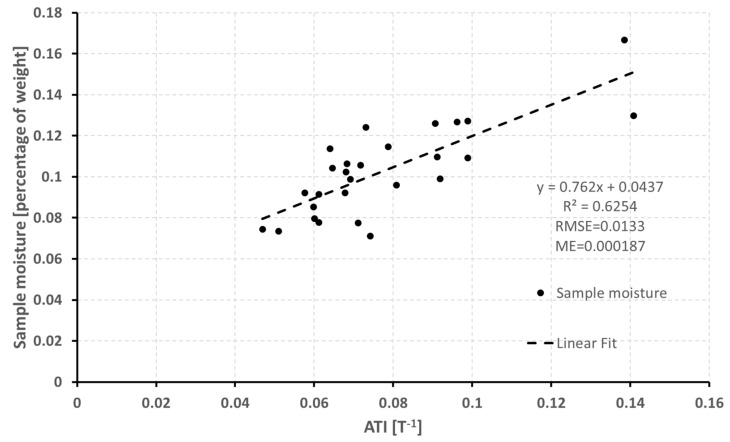 0.18
0.16
0.14
0.12
0.1
0.08
0.06
0.04
0.02
0
Sample moisture [percentage of weight]
y = 0.762x + 0.0437
R² = 0.6254
RMSE=0.0133
ME=0.000187
Sample moisture
Linear Fit
0 0.02 0.04 0.06 0.08 0.1 0.12 0.14 0.16
ATI [T⁻¹]